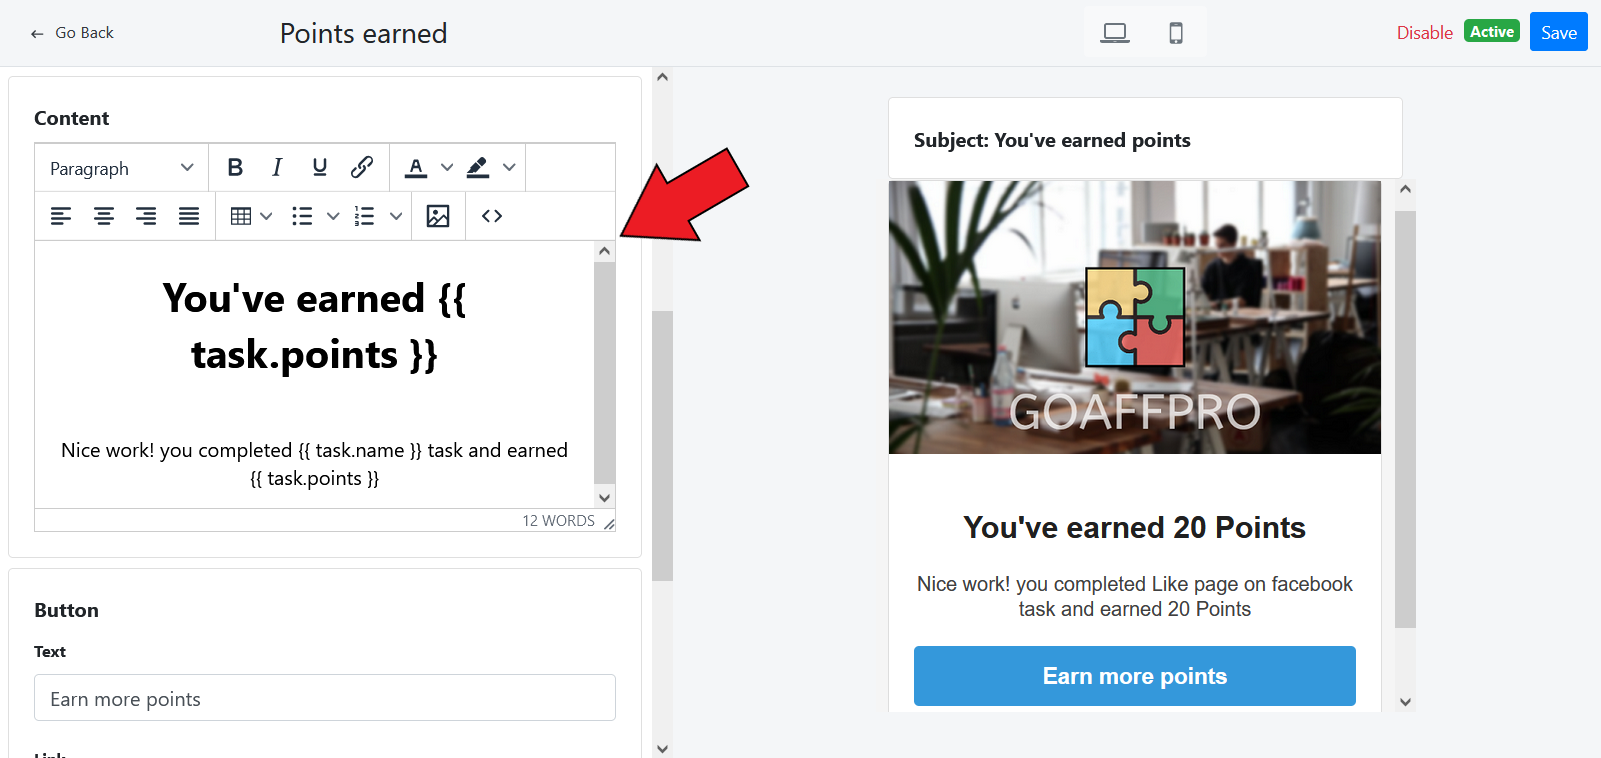 ← Go Back
Points earned
Disable
Active
Save
Content
Paragraph
B I U
A
You've earned {{
task.points }}
Nice work! you completed {{ task.name }} task and earned
{{ task.points }}
12 WORDS
Button
Text
Earn more points
Link
Subject: You've earned points
GOAFFPRO
You've earned 20 Points
Nice work! you completed Like page on facebook
task and earned 20 Points
Earn more points